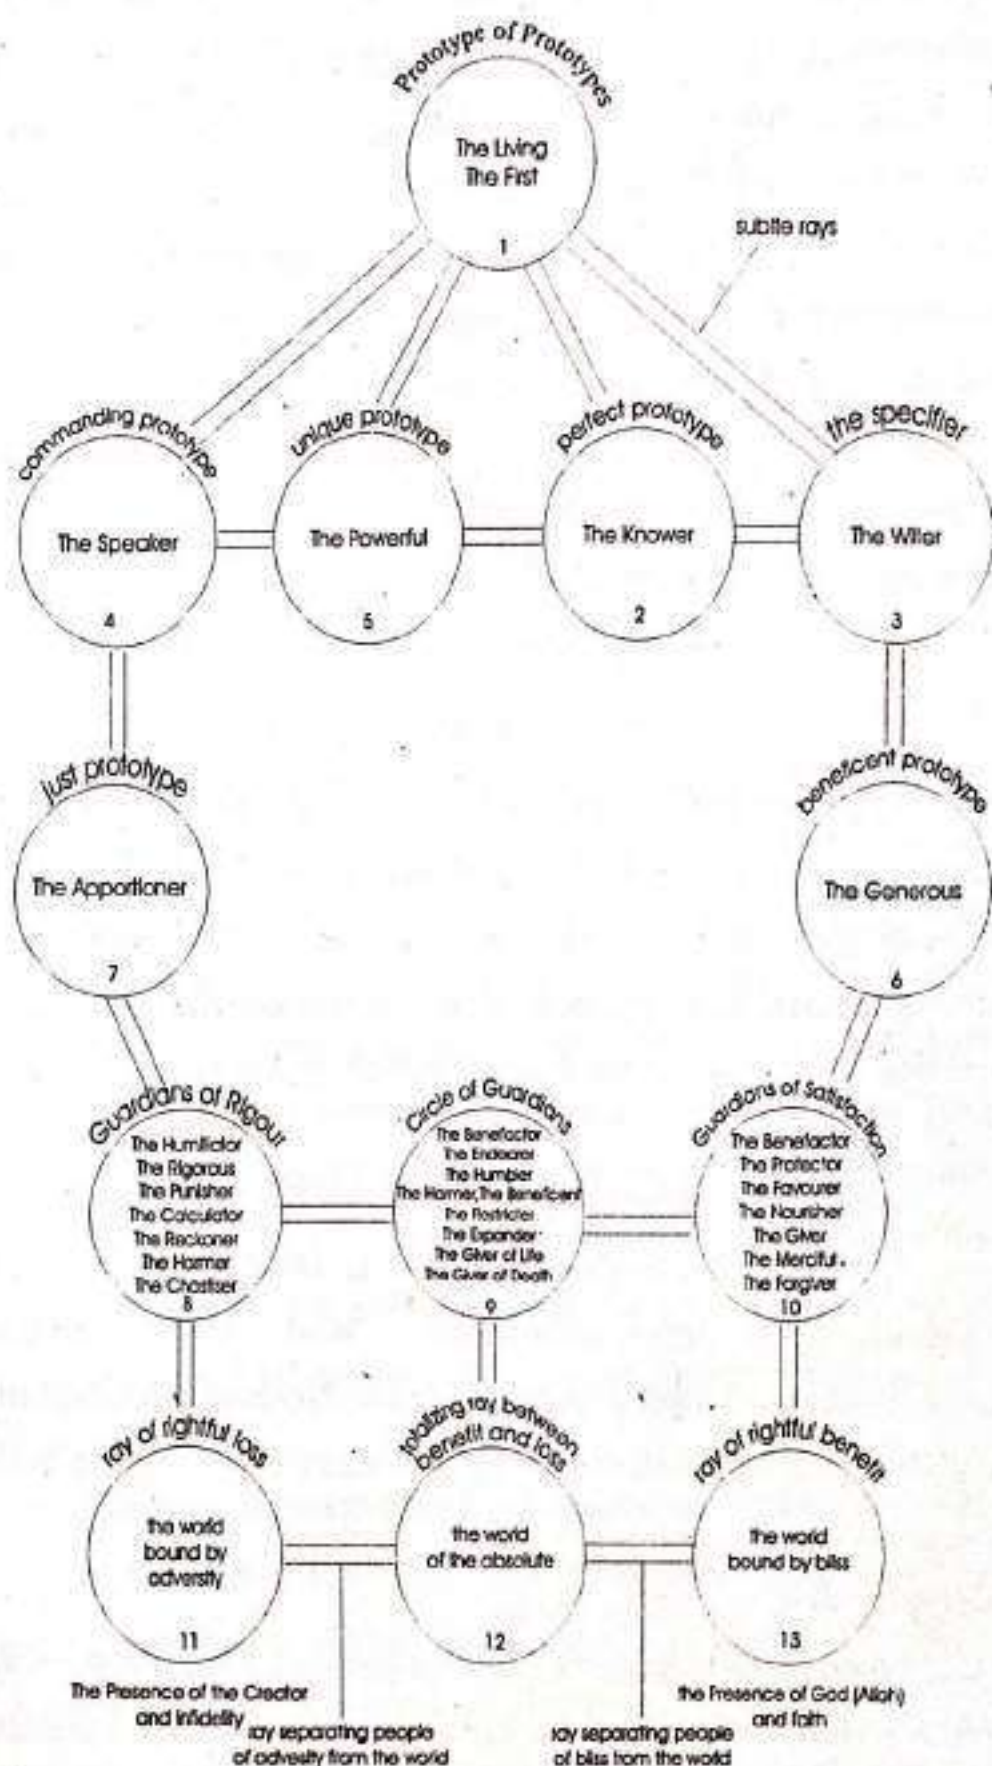 Prototype of Prototypes
The Living
The First
1
subtle rays
commanding prototype
The Speaker
4
unique prototype
The Powerful
5
perfect prototype
The Knower
2
the specifier
The Willer
3
just prototype
The Apportioner
7
beneficent prototype
The Generous
6
Guardians of Rigour
The Humiliator
The Rigorous
The Punisher
The Calculator
The Reckoner
The Harmer
The Chastiser
8
Circle of Guardians
The Benefactor
The Endearer
The Humbler
The Harmer, The Beneficent
The Restricter
The Expander
The Giver of Life
The Giver of Death
9
Guardians of Satisfaction
The Benefactor
The Protector
The Favourer
The Nourisher
The Giver
The Merciful
The Forgiver
10
ray of rightful loss
the world
bound by
adversity
11
totalizing ray between
benefit and loss
the world
of the absolute
12
ray of rightful benefit
the world
bound by bliss
13
The Presence of the Creator
and infidelity
ray separating people
of advesity from the world
ray separating people
of bliss from the world
the Presence of God (Allah)
and faith